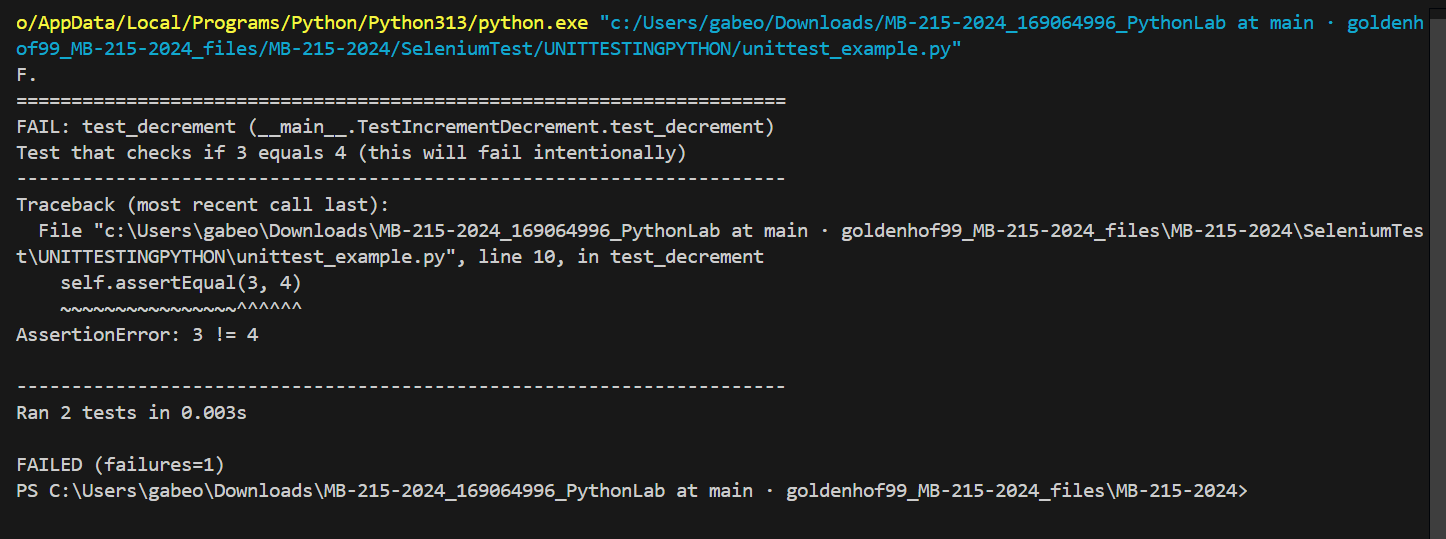 o/AppData/Local/Programs/Python/Python313/python.exe "c:/Users/gabeo/Downloads/MB-215-2024_169064996_PythonLab at main · goldenh
of99_MB-215-2024_files/MB-215-2024/SeleniumTest/UNITTESTINGPYTHON/unittest_example.py"
F.
======================================================================
FAIL: test_decrement (__main__.TestIncrementDecrement.test_decrement)
Test that checks if 3 equals 4 (this will fail intentionally)
----------------------------------------------------------------------
Traceback (most recent call last):
  File "c:\Users\gabeo\Downloads\MB-215-2024_169064996_PythonLab at main · goldenhof99_MB-215-2024_files\MB-215-2024\SeleniumTes
t\UNITTESTINGPYTHON\unittest_example.py", line 10, in test_decrement
    self.assertEqual(3, 4)
    ~~~~~~~~~~~~~~~~^^^^^^
AssertionError: 3 != 4

----------------------------------------------------------------------
Ran 2 tests in 0.003s

FAILED (failures=1)
PS C:\Users\gabeo\Downloads\MB-215-2024_169064996_PythonLab at main · goldenhof99_MB-215-2024_files\MB-215-2024>